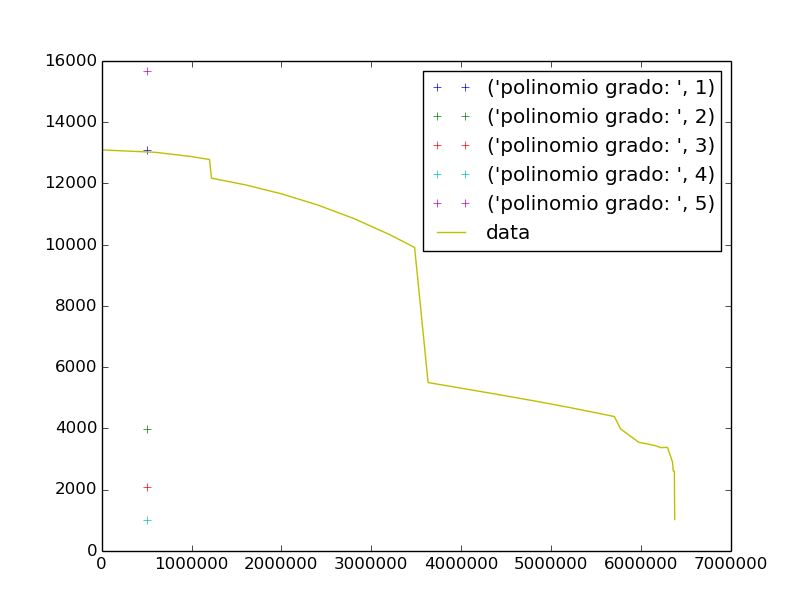 16000
14000
12000
10000
8000
6000
4000
2000
0
0 1000000 2000000 3000000 4000000 5000000 6000000 7000000
('polinomio grado: ', 1)
('polinomio grado: ', 2)
('polinomio grado: ', 3)
('polinomio grado: ', 4)
('polinomio grado: ', 5)
data